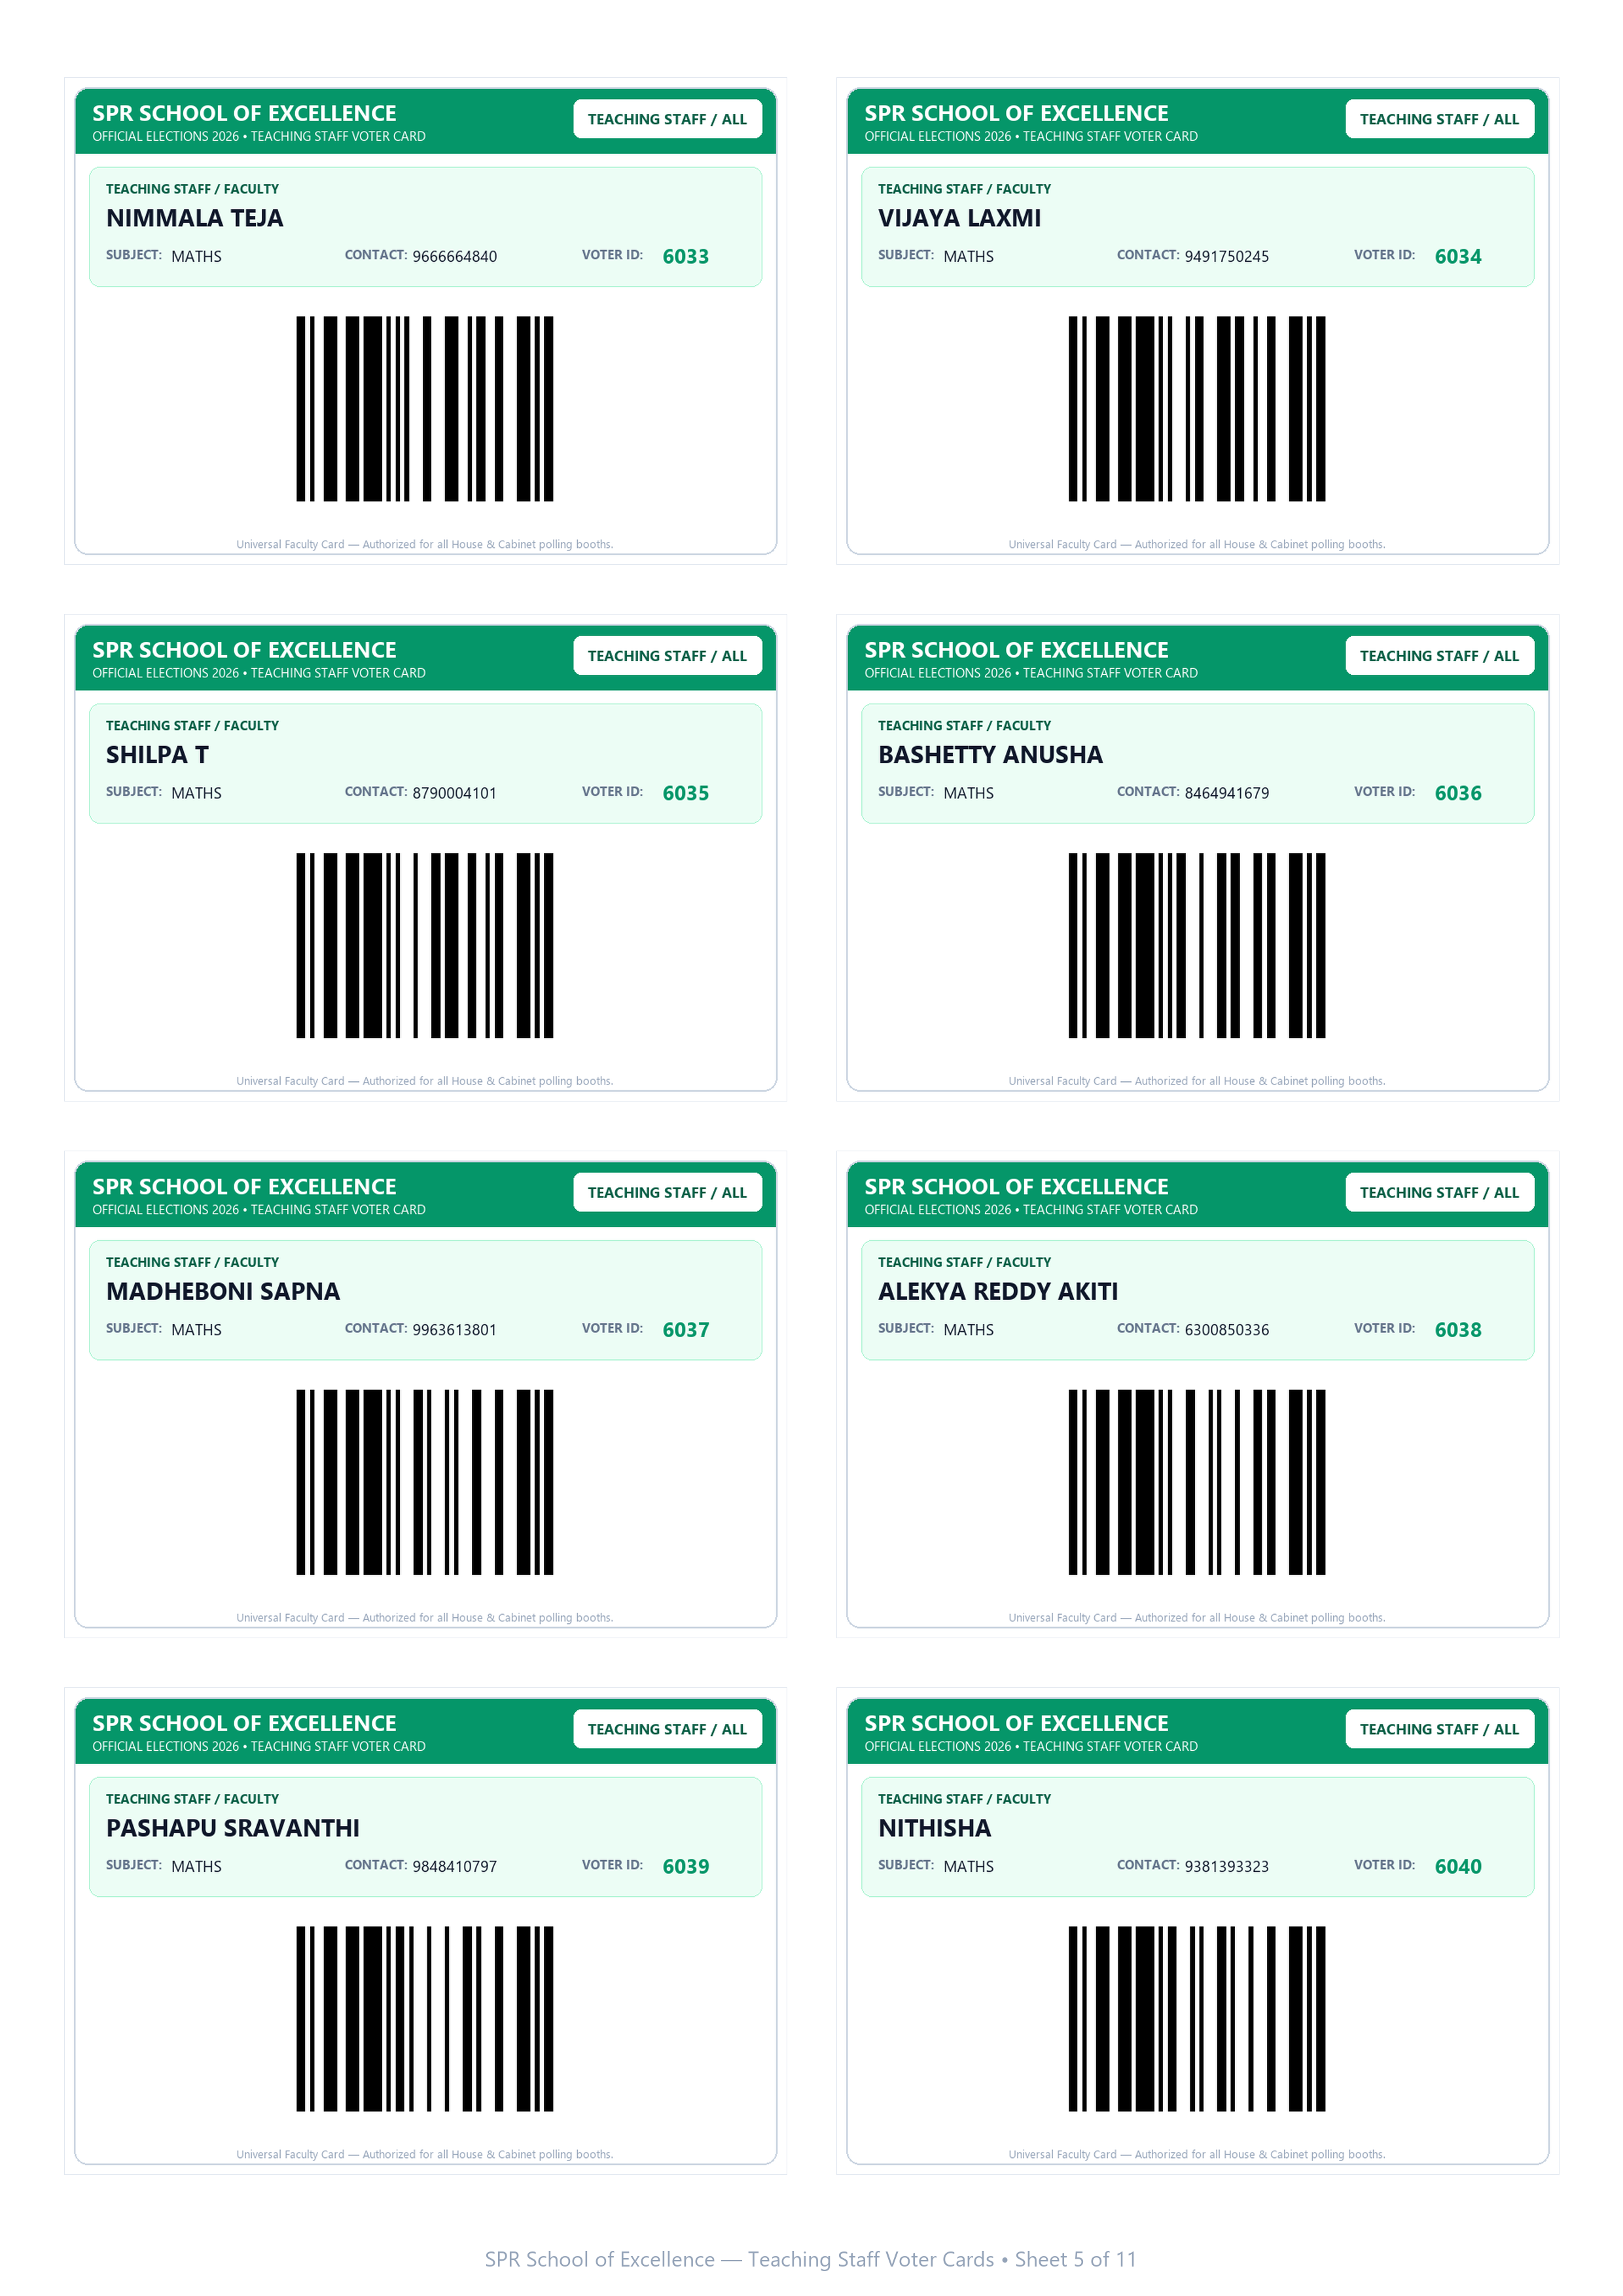 SPR SCHOOL OF EXCELLENCE
OFFICIAL ELECTIONS 2026 • TEACHING STAFF VOTER CARD
TEACHING STAFF / ALL
TEACHING STAFF / FACULTY
NIMMALA TEJA
SUBJECT: MATHS CONTACT: 9666664840 VOTER ID: 6033
Universal Faculty Card — Authorized for all House & Cabinet polling booths.
SPR SCHOOL OF EXCELLENCE
OFFICIAL ELECTIONS 2026 • TEACHING STAFF VOTER CARD
TEACHING STAFF / ALL
TEACHING STAFF / FACULTY
VIJAYA LAXMI
SUBJECT: MATHS CONTACT: 9491750245 VOTER ID: 6034
Universal Faculty Card — Authorized for all House & Cabinet polling booths.
SPR SCHOOL OF EXCELLENCE
OFFICIAL ELECTIONS 2026 • TEACHING STAFF VOTER CARD
TEACHING STAFF / ALL
TEACHING STAFF / FACULTY
SHILPA T
SUBJECT: MATHS CONTACT: 8790004101 VOTER ID: 6035
Universal Faculty Card — Authorized for all House & Cabinet polling booths.
SPR SCHOOL OF EXCELLENCE
OFFICIAL ELECTIONS 2026 • TEACHING STAFF VOTER CARD
TEACHING STAFF / ALL
TEACHING STAFF / FACULTY
BASHETTY ANUSHA
SUBJECT: MATHS CONTACT: 8464941679 VOTER ID: 6036
Universal Faculty Card — Authorized for all House & Cabinet polling booths.
SPR SCHOOL OF EXCELLENCE
OFFICIAL ELECTIONS 2026 • TEACHING STAFF VOTER CARD
TEACHING STAFF / ALL
TEACHING STAFF / FACULTY
MADHEBONI SAPNA
SUBJECT: MATHS CONTACT: 9963613801 VOTER ID: 6037
Universal Faculty Card — Authorized for all House & Cabinet polling booths.
SPR SCHOOL OF EXCELLENCE
OFFICIAL ELECTIONS 2026 • TEACHING STAFF VOTER CARD
TEACHING STAFF / ALL
TEACHING STAFF / FACULTY
ALEKYA REDDY AKITI
SUBJECT: MATHS CONTACT: 6300850336 VOTER ID: 6038
Universal Faculty Card — Authorized for all House & Cabinet polling booths.
SPR SCHOOL OF EXCELLENCE
OFFICIAL ELECTIONS 2026 • TEACHING STAFF VOTER CARD
TEACHING STAFF / ALL
TEACHING STAFF / FACULTY
PASHAPU SRAVANTHI
SUBJECT: MATHS CONTACT: 9848410797 VOTER ID: 6039
Universal Faculty Card — Authorized for all House & Cabinet polling booths.
SPR SCHOOL OF EXCELLENCE
OFFICIAL ELECTIONS 2026 • TEACHING STAFF VOTER CARD
TEACHING STAFF / ALL
TEACHING STAFF / FACULTY
NITHISHA
SUBJECT: MATHS CONTACT: 9381393323 VOTER ID: 6040
Universal Faculty Card — Authorized for all House & Cabinet polling booths.
SPR School of Excellence — Teaching Staff Voter Cards • Sheet 5 of 11